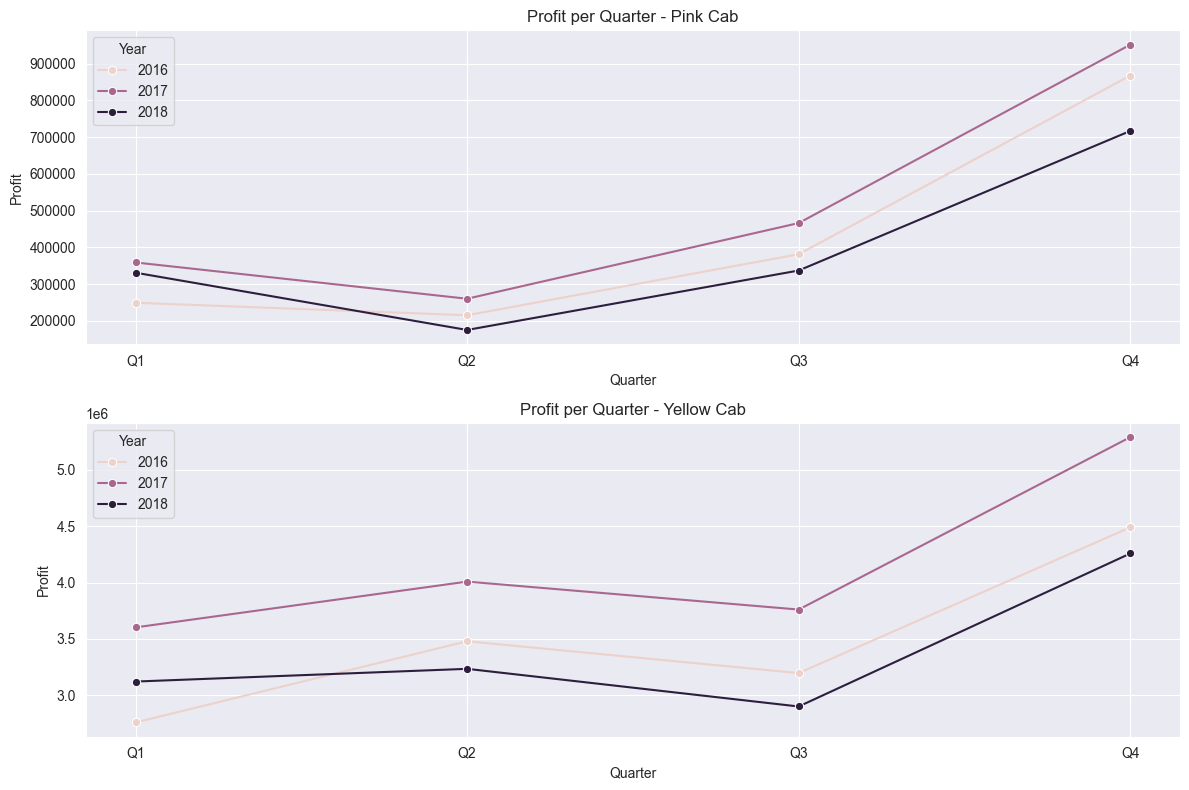 Profit per Quarter - Pink Cab
Year
2016
2017
2018
900000
800000
700000
600000
500000
400000
300000
200000
Profit
Q1 Q2 Q3 Q4
Quarter
Profit per Quarter - Yellow Cab
1e6
Year
2016
2017
2018
5.0
4.5
4.0
3.5
3.0
Profit
Q1 Q2 Q3 Q4
Quarter